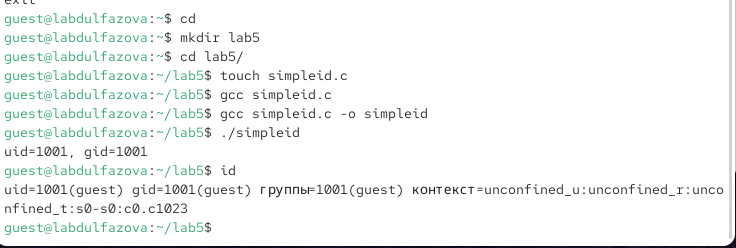 exit
guest@labdulfazova:~$ cd
guest@labdulfazova:~$ mkdir lab5
guest@labdulfazova:~$ cd lab5/
guest@labdulfazova:~/lab5$ touch simpleid.c
guest@labdulfazova:~/lab5$ gcc simpleid.c
guest@labdulfazova:~/lab5$ gcc simpleid.c -o simpleid
guest@labdulfazova:~/lab5$ ./simpleid
uid=1001, gid=1001
guest@labdulfazova:~/lab5$ id
uid=1001(guest) gid=1001(guest) группы=1001(guest) контекст=unconfined_u:unconfined_r:unco
nfined_t:s0-s0:c0.c1023
guest@labdulfazova:~/lab5$